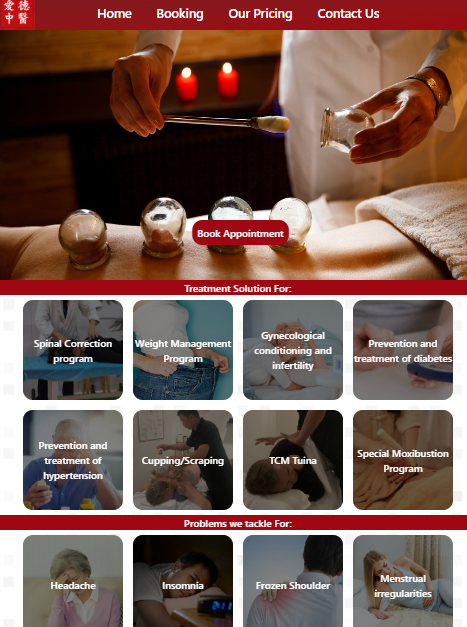 愛德
中醫
Home Booking Our Pricing Contact Us
Book Appointment
Treatment Solution For:
Spinal Correction
program
Weight Management
Program
Gynecological
conditioning and
infertility
Prevention and
treatment of diabetes
Prevention and
treatment of
hypertension
Cupping/Scraping
TCM Tuina
Special Moxibustion
Program
Problems we tackle For:
Headache
Insomnia
Frozen Shoulder
Menstrual
irregularities